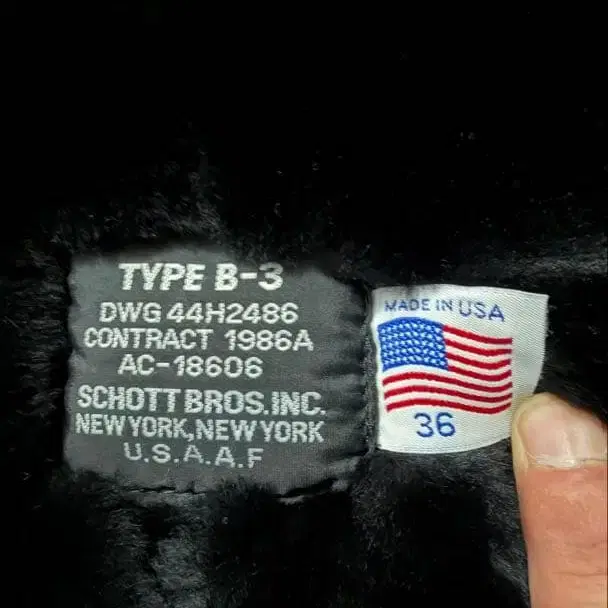 TYPE B-3
DWG 44H2486
CONTRACT 1986A
AC-18606
SCHOTT BROS.INC.
NEW YORK,NEW YORK
U.S.A.A.F
MADE IN USA
36